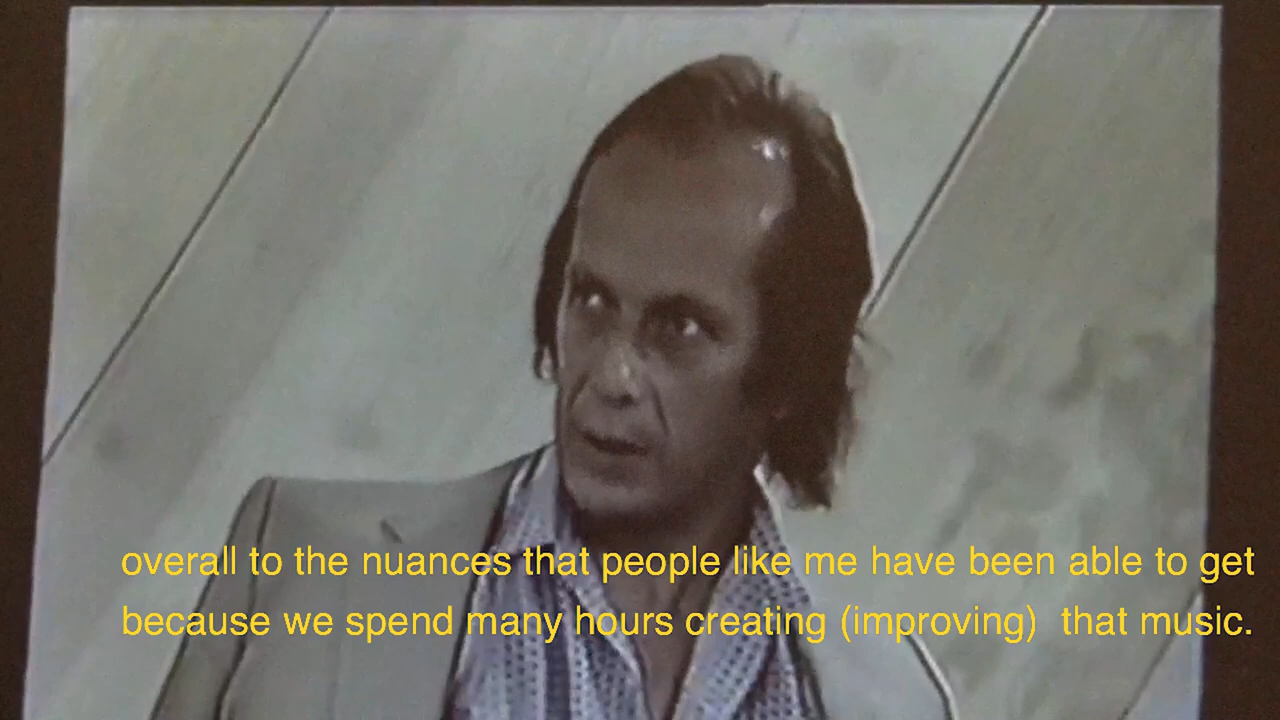 overall to the nuances that people like me have been able to get
because we spend many hours creating (improving)  that music.